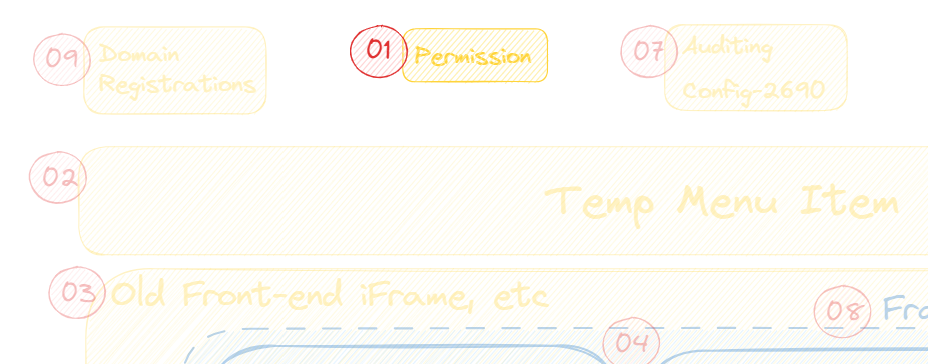 09
Domain
Registrations
01
Permission
07
Auditing
Config-2690
02
Temp Menu Item
03
Old Front-end iFrame, etc
08
04